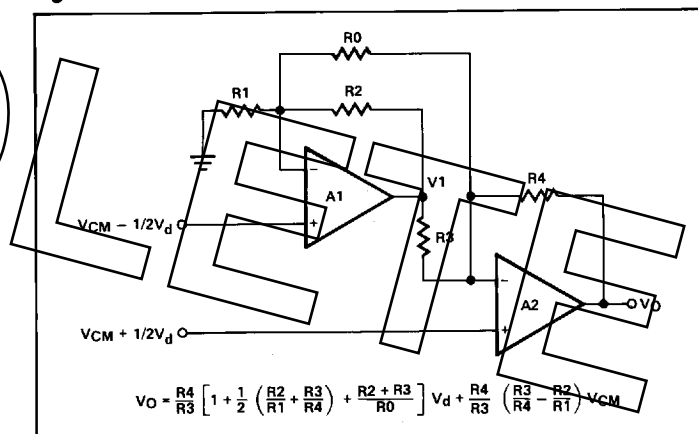 R0
R1
R2
A1
V1
R4
VCM − 1/2Vd
R3
A2
VO
VCM + 1/2Vd
VO = R4/R3 [1 + 1/2 (R2/R1 + R3/R4) + R2 + R3/R0] Vd + R4/R3 (R3/R4 − R2/R1) VCM